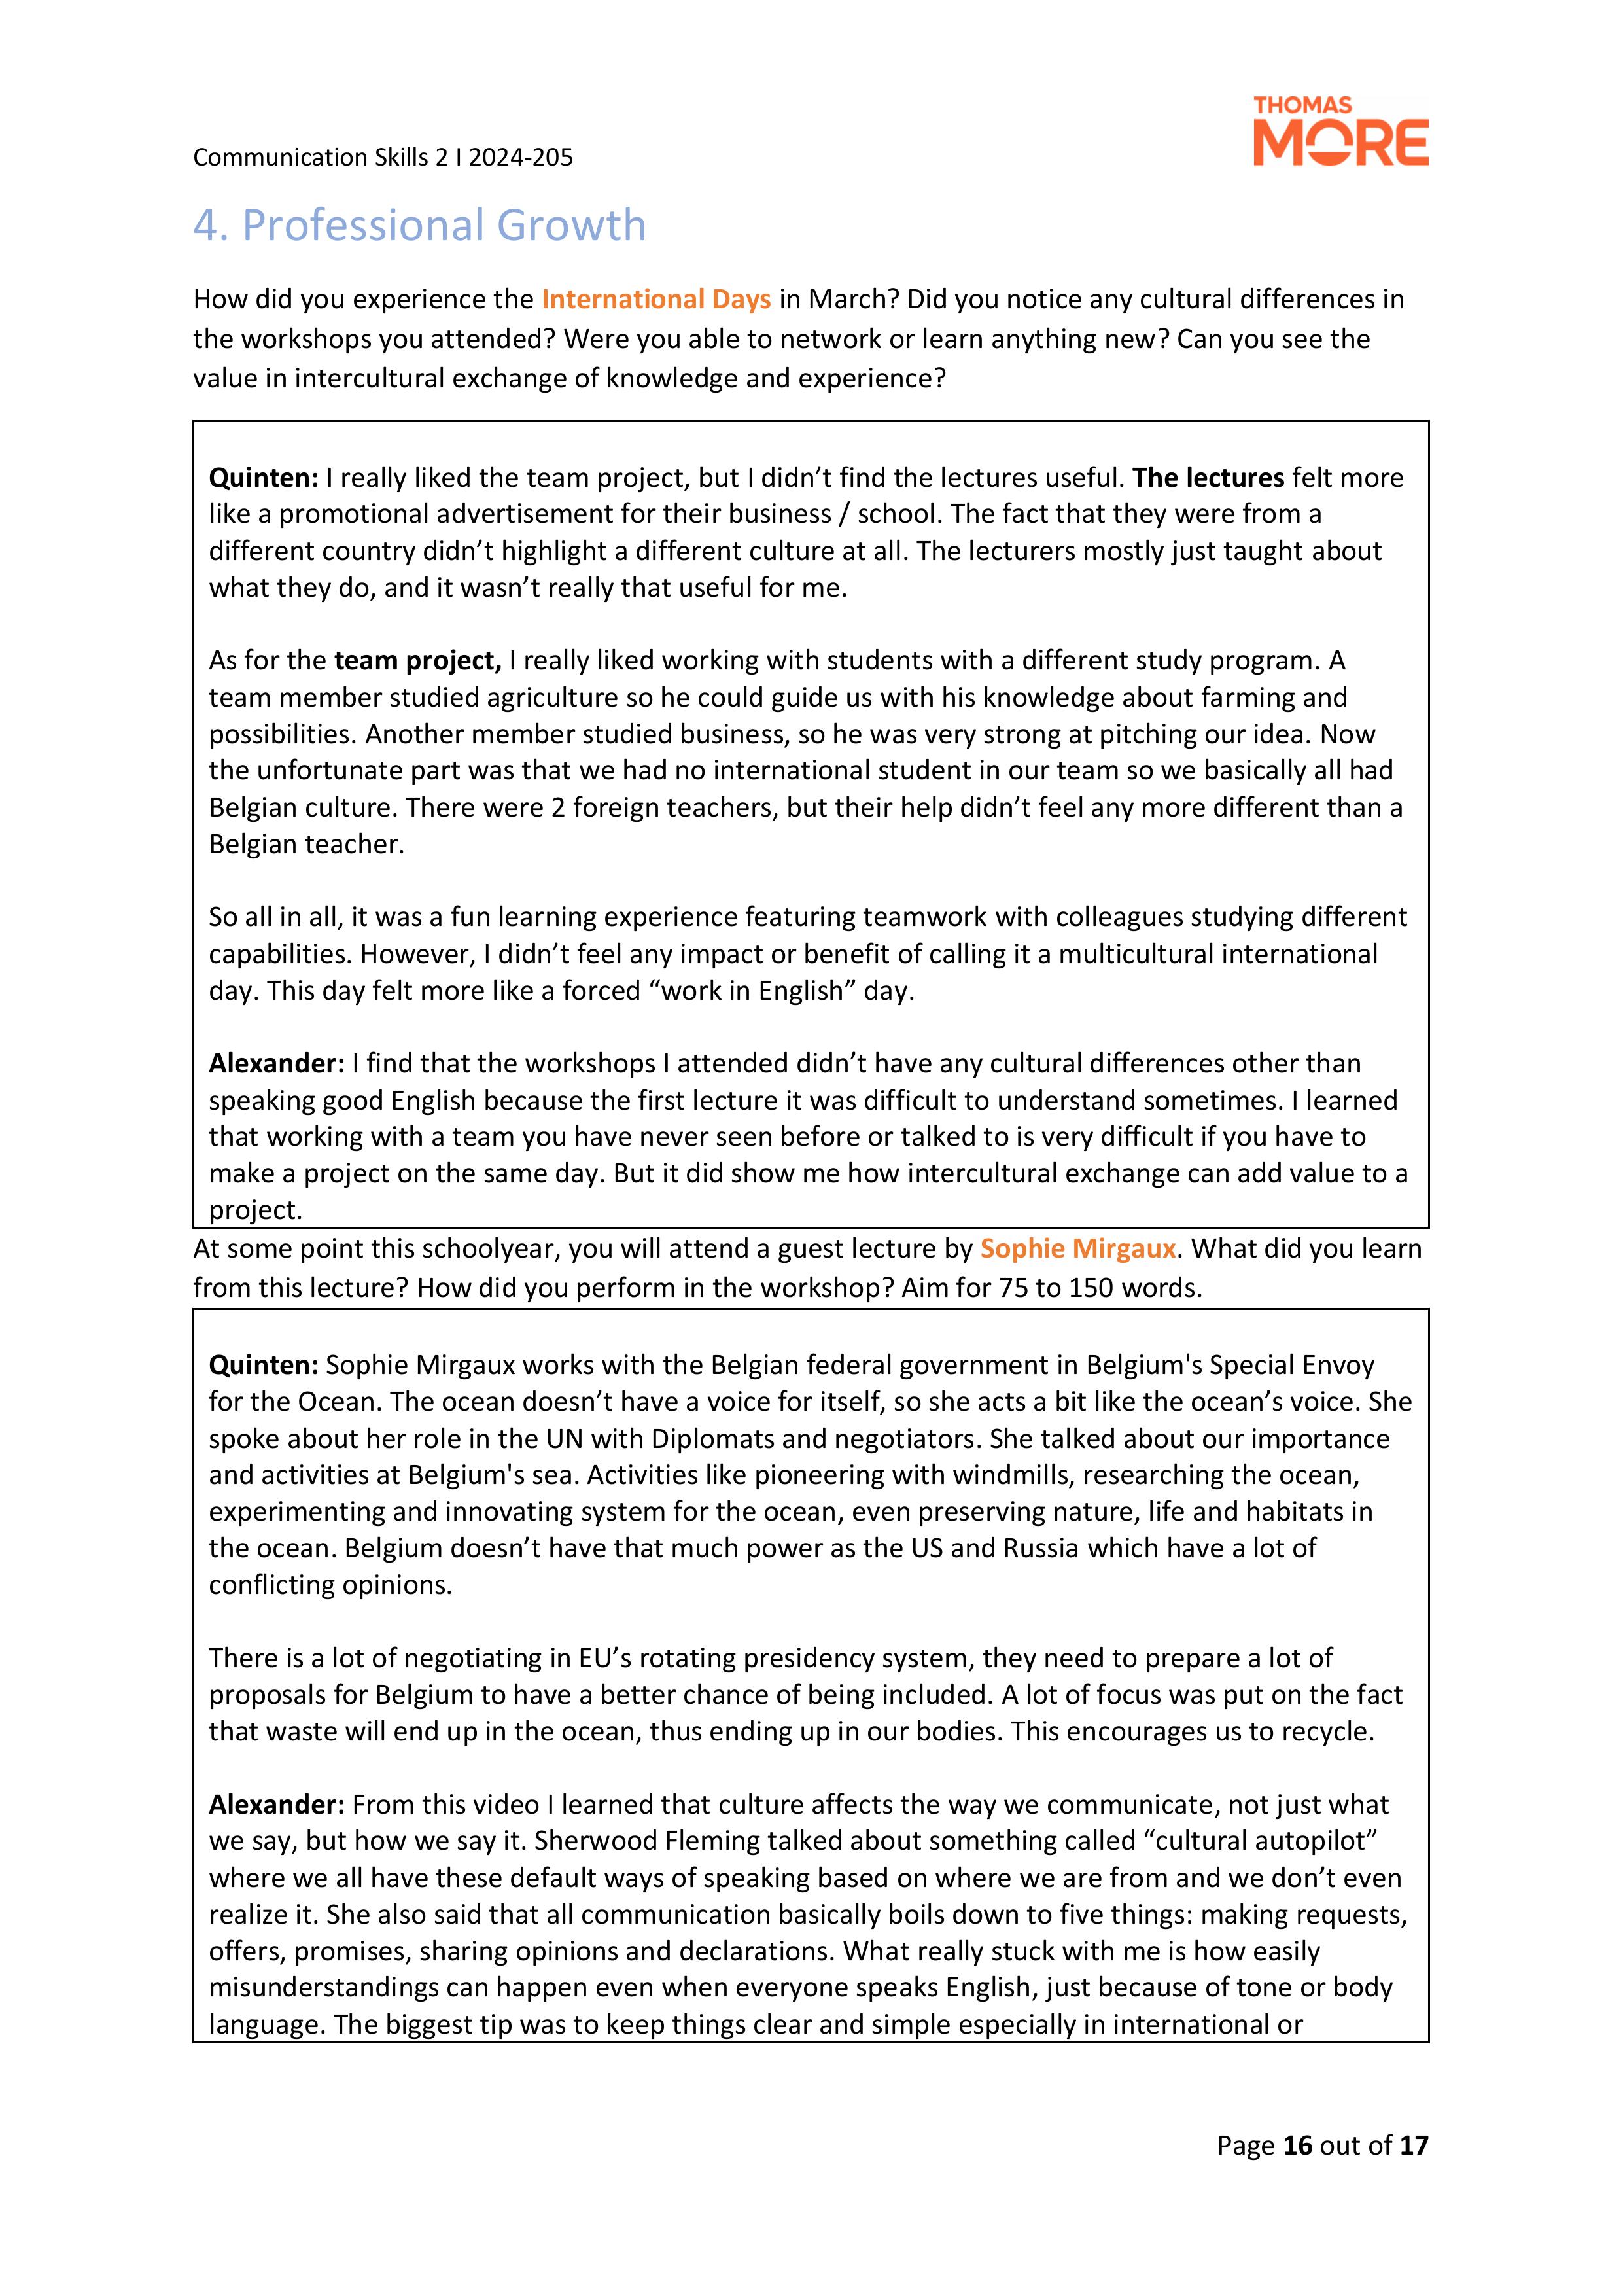 THOMAS
MORE
Communication Skills 2 I 2024-205
4. Professional Growth
How did you experience the International Days in March? Did you notice any cultural differences in
the workshops you attended? Were you able to network or learn anything new? Can you see the
value in intercultural exchange of knowledge and experience?
Quinten: I really liked the team project, but I didn’t find the lectures useful. The lectures felt more
like a promotional advertisement for their business / school. The fact that they were from a
different country didn’t highlight a different culture at all. The lecturers mostly just taught about
what they do, and it wasn’t really that useful for me.
As for the team project, I really liked working with students with a different study program. A
team member studied agriculture so he could guide us with his knowledge about farming and
possibilities. Another member studied business, so he was very strong at pitching our idea. Now
the unfortunate part was that we had no international student in our team so we basically all had
Belgian culture. There were 2 foreign teachers, but their help didn’t feel any more different than a
Belgian teacher.
So all in all, it was a fun learning experience featuring teamwork with colleagues studying different
capabilities. However, I didn’t feel any impact or benefit of calling it a multicultural international
day. This day felt more like a forced “work in English” day.
Alexander: I find that the workshops I attended didn’t have any cultural differences other than
speaking good English because the first lecture it was difficult to understand sometimes. I learned
that working with a team you have never seen before or talked to is very difficult if you have to
make a project on the same day. But it did show me how intercultural exchange can add value to a
project.
At some point this schoolyear, you will attend a guest lecture by Sophie Mirgaux. What did you learn
from this lecture? How did you perform in the workshop? Aim for 75 to 150 words.
Quinten: Sophie Mirgaux works with the Belgian federal government in Belgium's Special Envoy
for the Ocean. The ocean doesn’t have a voice for itself, so she acts a bit like the ocean’s voice. She
spoke about her role in the UN with Diplomats and negotiators. She talked about our importance
and activities at Belgium's sea. Activities like pioneering with windmills, researching the ocean,
experimenting and innovating system for the ocean, even preserving nature, life and habitats in
the ocean. Belgium doesn’t have that much power as the US and Russia which have a lot of
conflicting opinions.
There is a lot of negotiating in EU’s rotating presidency system, they need to prepare a lot of
proposals for Belgium to have a better chance of being included. A lot of focus was put on the fact
that waste will end up in the ocean, thus ending up in our bodies. This encourages us to recycle.
Alexander: From this video I learned that culture affects the way we communicate, not just what
we say, but how we say it. Sherwood Fleming talked about something called “cultural autopilot”
where we all have these default ways of speaking based on where we are from and we don’t even
realize it. She also said that all communication basically boils down to five things: making requests,
offers, promises, sharing opinions and declarations. What really stuck with me is how easily
misunderstandings can happen even when everyone speaks English, just because of tone or body
language. The biggest tip was to keep things clear and simple especially in international or
Page 16 out of 17